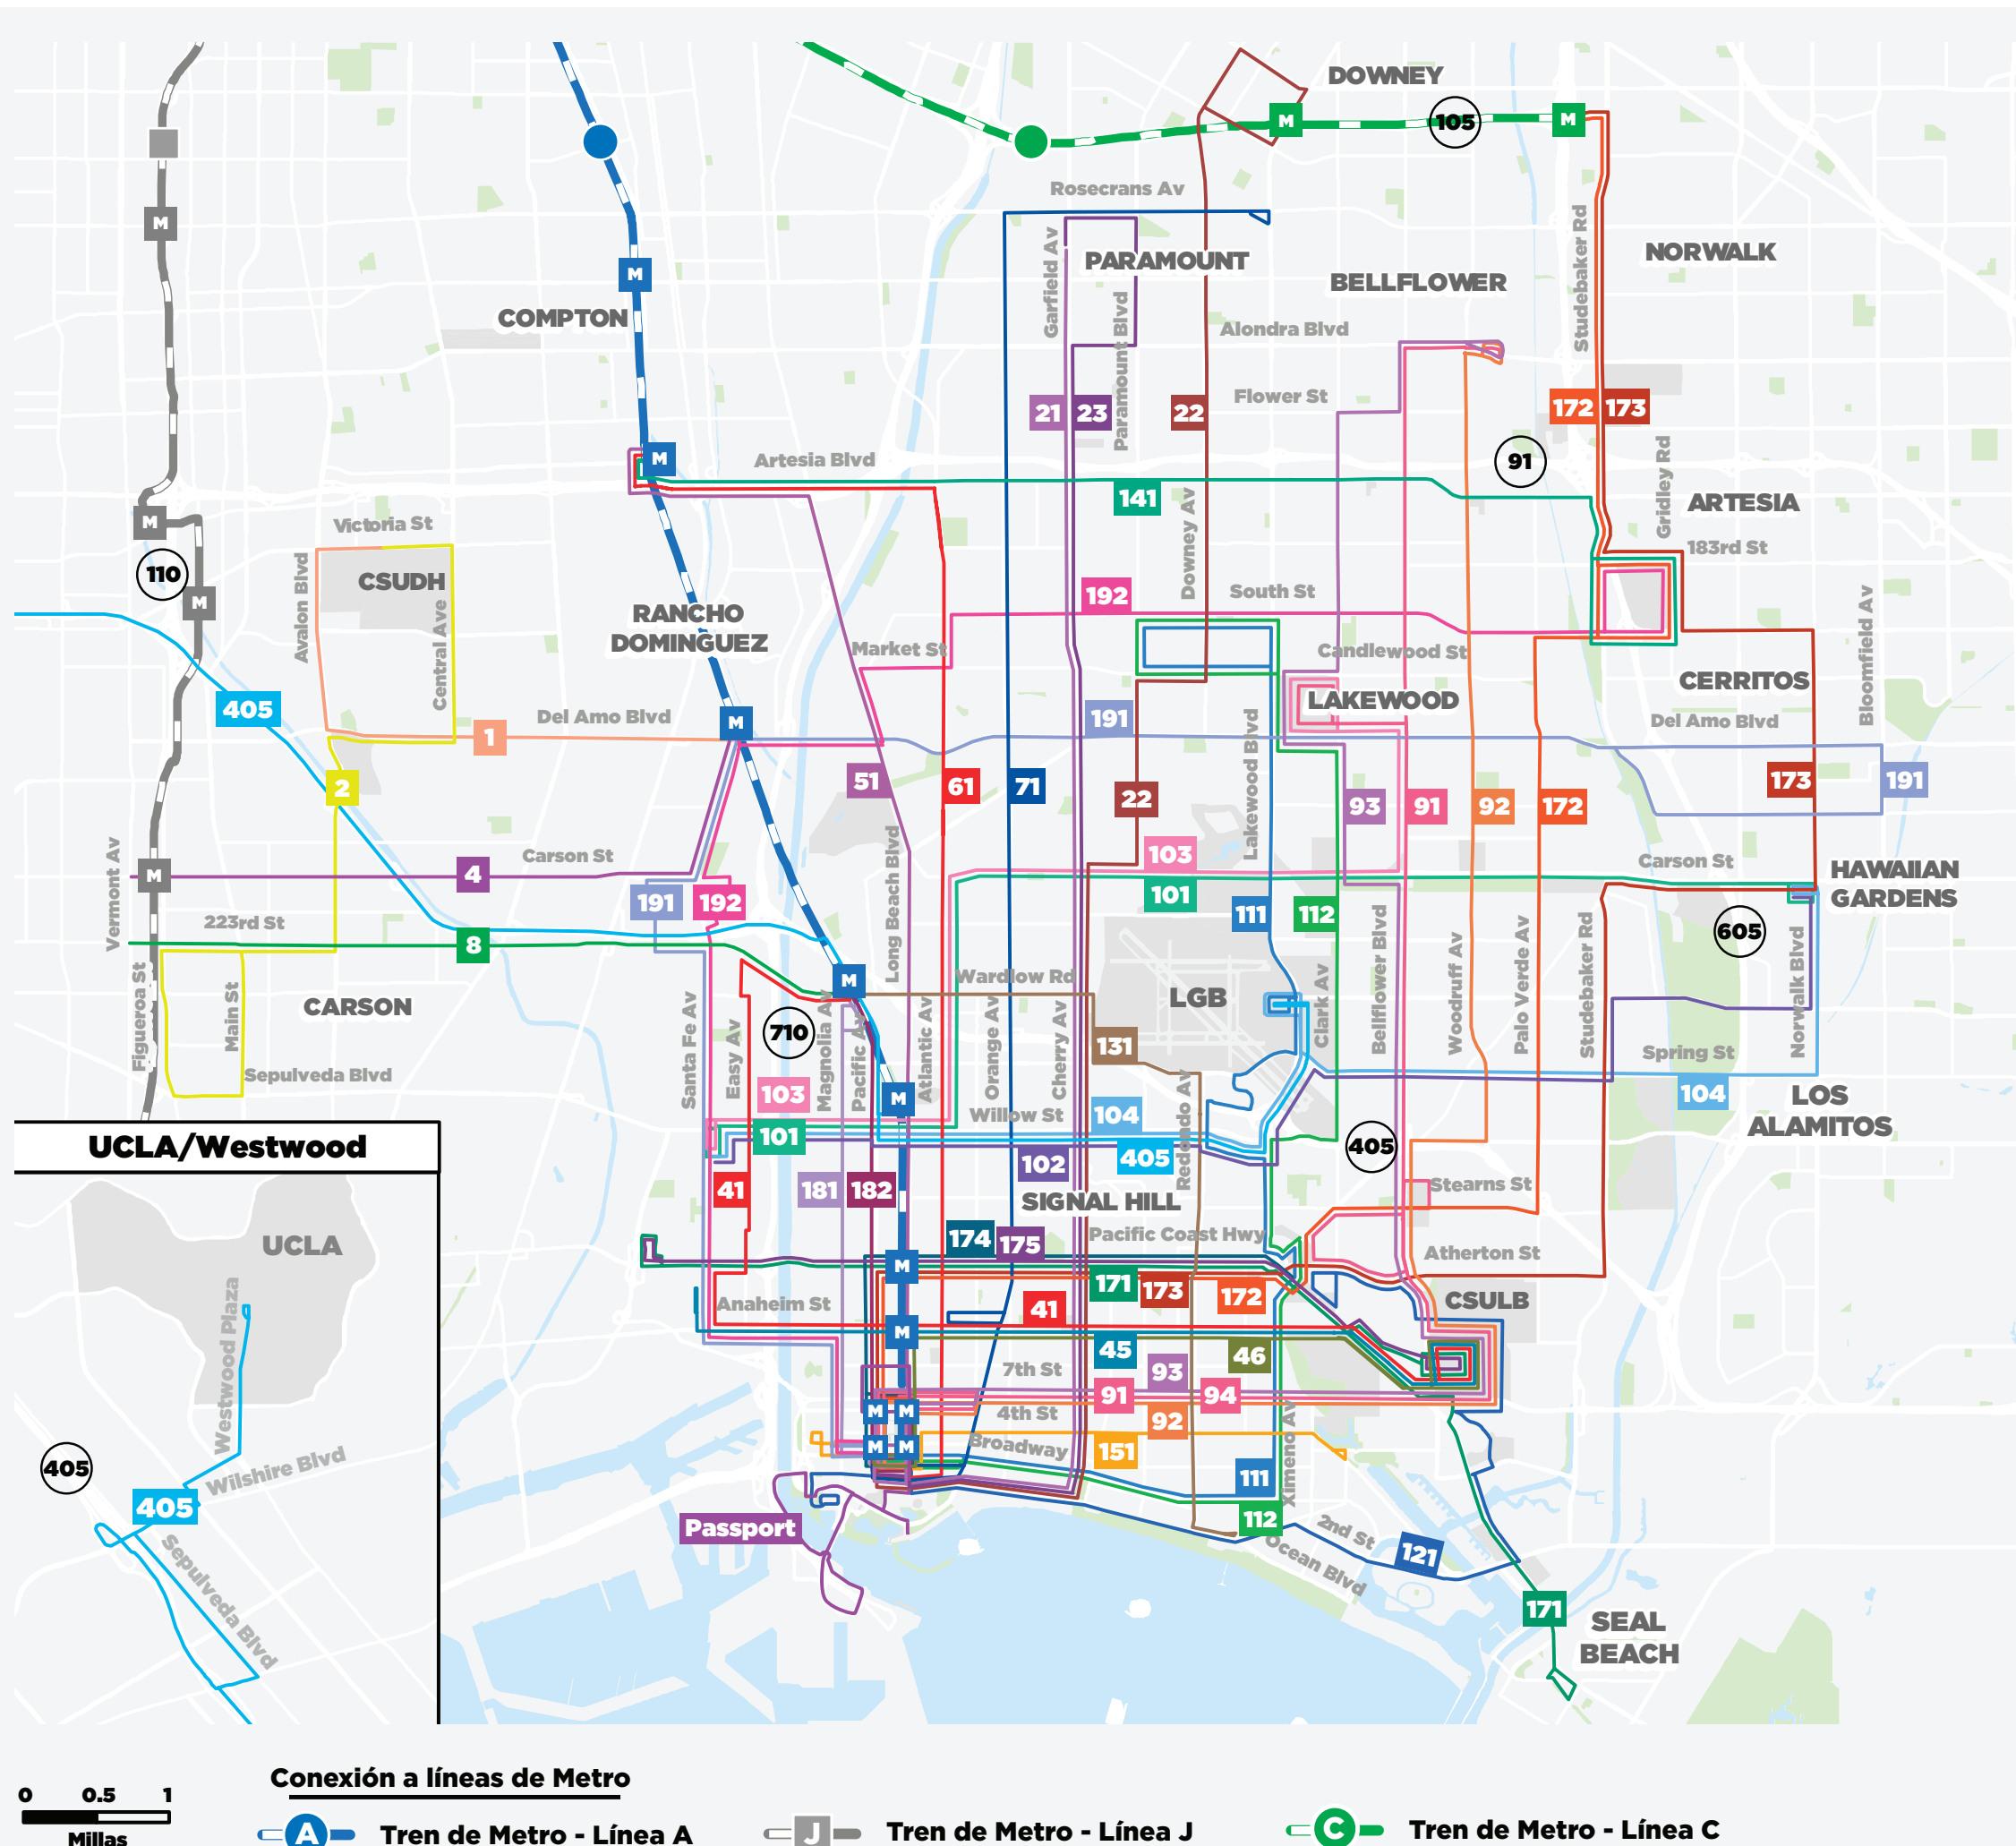 DOWNEY
M
M
105
Rosecrans Av
M
NORWALK
PARAMOUNT
BELLFLOWER
M
Garfield Av
Studebaker Rd
COMPTON
Paramount Blvd
Alondra Blvd
Flower St
21
23
22
172
173
M
Artesia Blvd
91
Gridley Rd
141
Downey Av
ARTESIA
M
Victoria St
183rd St
110
Avalon Blvd
CSUDH
Central Ave
M
RANCHO
DOMINGUEZ
192
South St
Bloomfield Av
Market St
Candlewood St
CERRITOS
LAKEWOOD
405
Del Amo Blvd
M
191
Del Amo Blvd
1
Lakewood Blvd
2
51
61
71
22
93
91
92
172
173
191
Vermont Av
Carson St
Long Beach Blvd
103
Carson St
M
4
HAWAIIAN
GARDENS
191
192
101
111
112
223rd St
8
605
Figueroa St
Main St
CARSON
M
Wardlow Rd
LGB
Clark Av
Bellflower Blvd
Woodruff Av
Palo Verde Av
Studebaker Rd
Norwalk Blvd
710
Santa Fe Av
Easy Av
Magnolia Av
Pacific Av
Atlantic Av
Orange Av
Cherry Av
131
Spring St
Sepulveda Blvd
103
M
Redondo Av
104
Willow St
104
LOS
ALAMITOS
UCLA/Westwood
101
102
405
405
41
181
182
SIGNAL HILL
Stearns St
UCLA
174
175
Pacific Coast Hwy
Atherton St
M
171
173
172
Westwood Plaza
Anaheim St
41
CSULB
M
45
46
7th St
93
91
94
M
M
4th St
92
Ximeno Av
M
M
Broadway
151
405
Wilshire Blvd
111
405
Passport
112
2nd St
121
Ocean Blvd
Sepulveda Blvd
171
SEAL
BEACH
Conexión a líneas de Metro
0 0.5 1
Millas
A Tren de Metro - Línea A
J Tren de Metro - Línea J
C Tren de Metro - Línea C